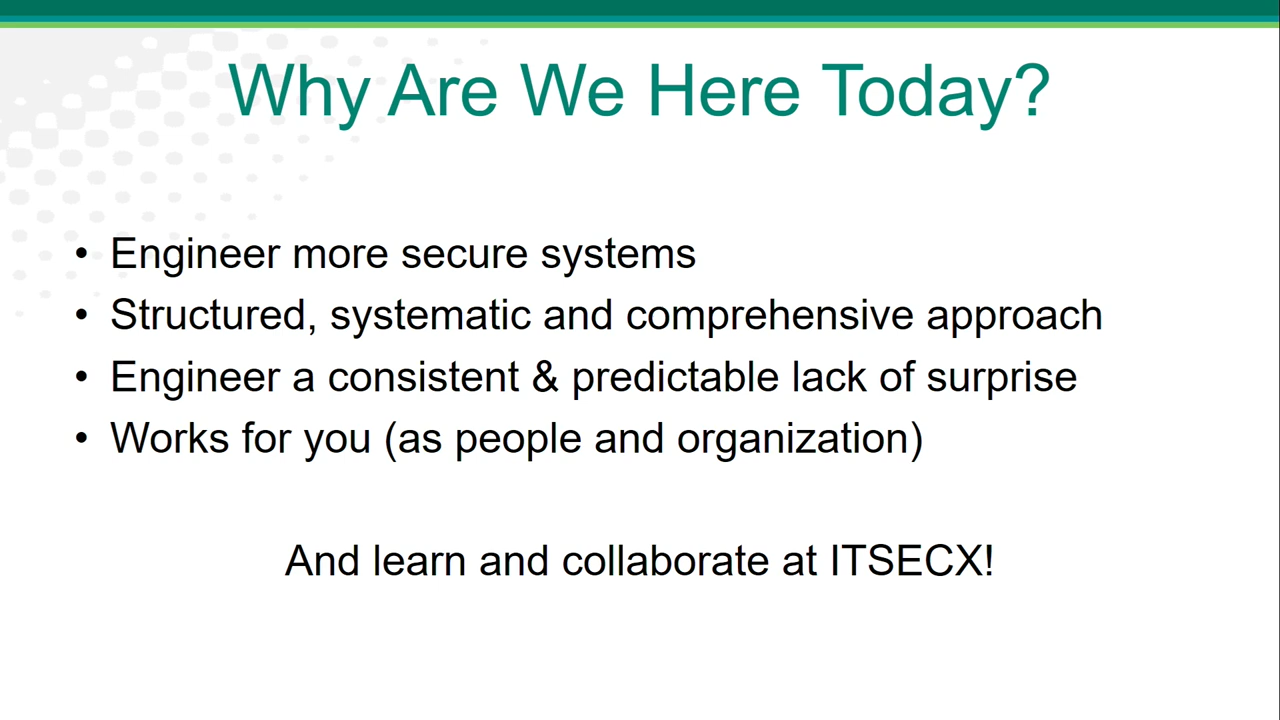 Why Are We Here Today?
• Engineer more secure systems
• Structured, systematic and comprehensive approach
• Engineer a consistent & predictable lack of surprise
• Works for you (as people and organization)
And learn and collaborate at ITSECX!